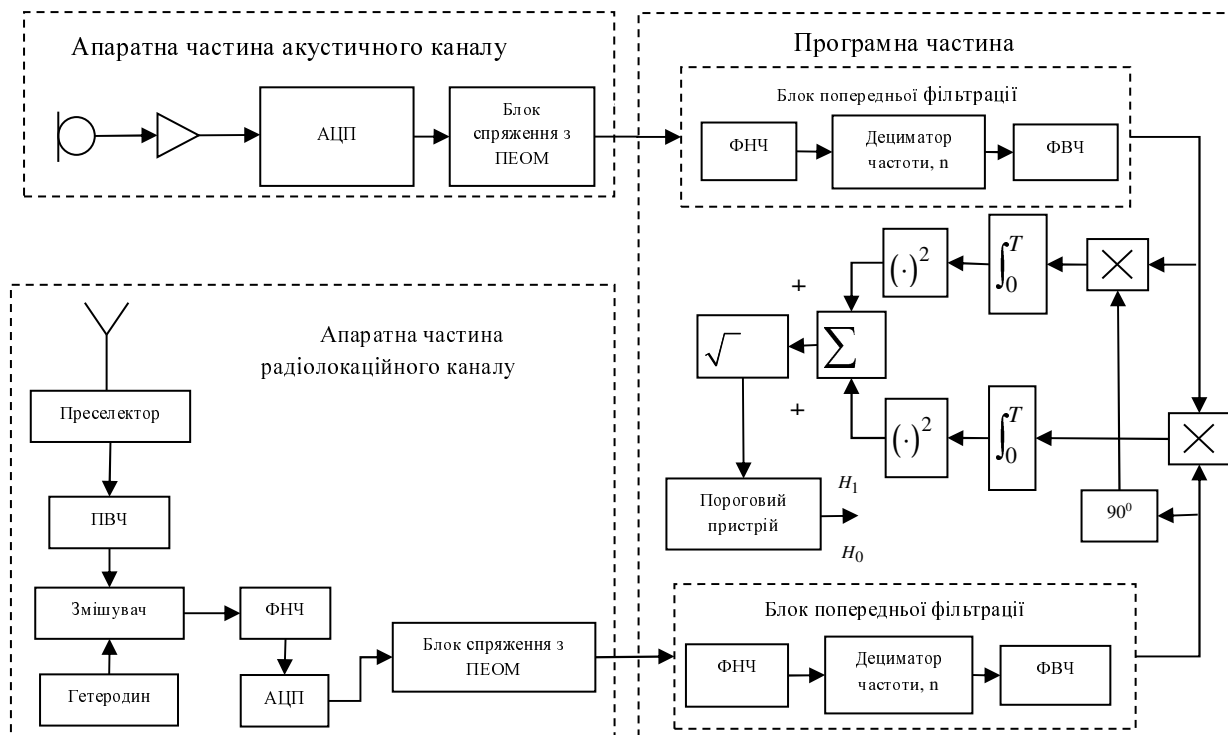 Апаратна частина акустичного каналу
АЦП
Блок
спряження з
ПЕОМ
Програмна частина
Блок попередньої фільтрації
ФНЧ
Дециматор
частоти, n
ФВЧ
(·)²
∫₀ᵀ
×
+
√
Σ
+
(·)²
∫₀ᵀ
×
90⁰
Пороговий
пристрій
H₁
H₀
Апаратна частина
радіолокаційного каналу
Преселектор
ПВЧ
Змішувач
Гетеродин
ФНЧ
АЦП
Блок спряження з
ПЕОМ
Блок попередньої фільтрації
ФНЧ
Дециматор
частоти, n
ФВЧ